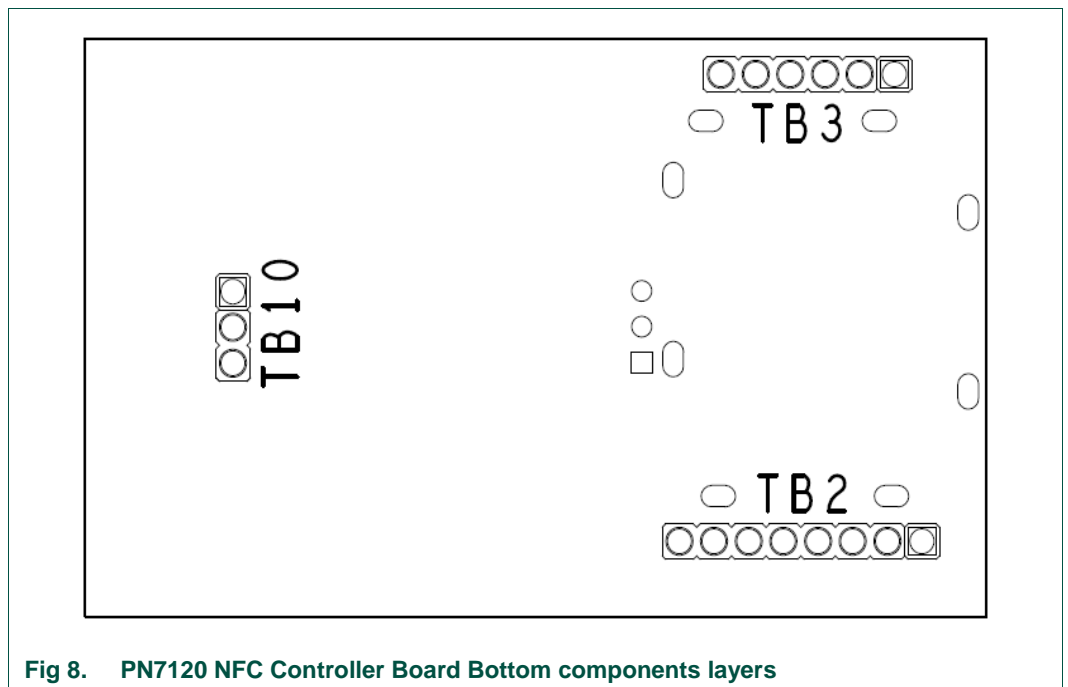 TB3
TB10
TB2
Fig 8. PN7120 NFC Controller Board Bottom components layers